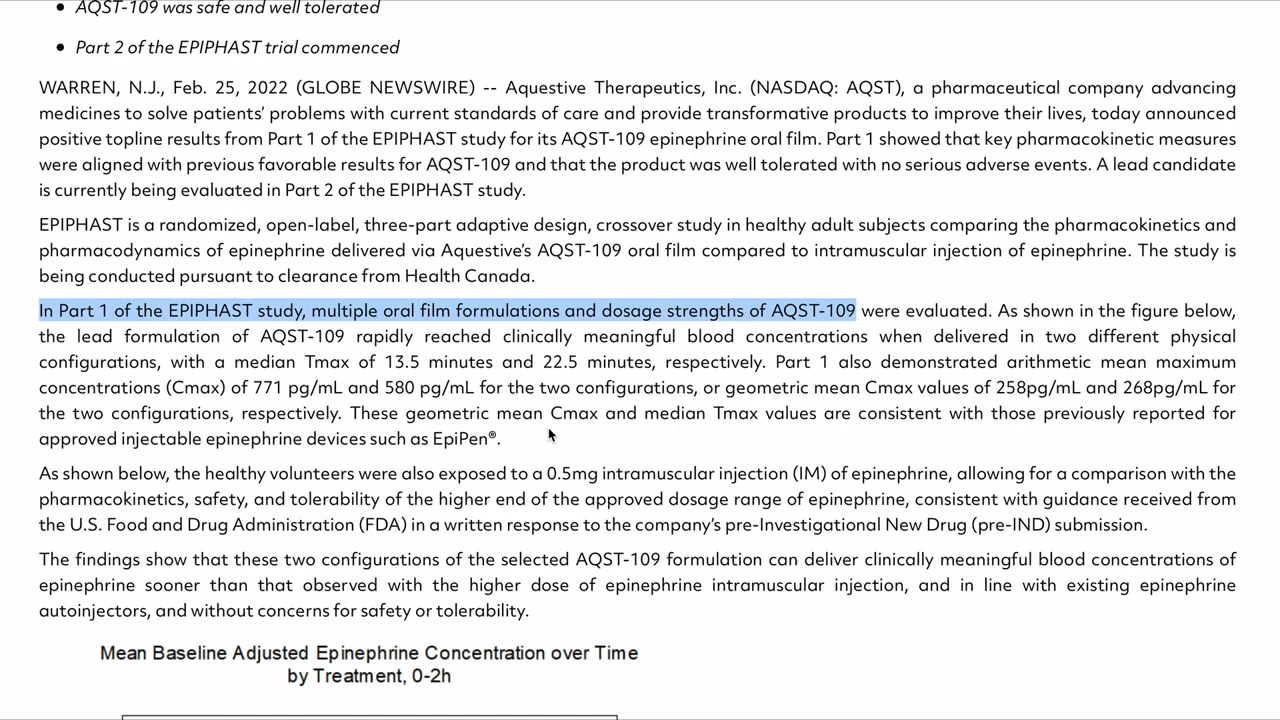 • AQST-109 was safe and well tolerated
• Part 2 of the EPIPHAST trial commenced
WARREN, N.J., Feb. 25, 2022 (GLOBE NEWSWIRE) -- Aquestive Therapeutics, Inc. (NASDAQ: AQST), a pharmaceutical company advancing
medicines to solve patients’ problems with current standards of care and provide transformative products to improve their lives, today announced
positive topline results from Part 1 of the EPIPHAST study for its AQST-109 epinephrine oral film. Part 1 showed that key pharmacokinetic measures
were aligned with previous favorable results for AQST-109 and that the product was well tolerated with no serious adverse events. A lead candidate
is currently being evaluated in Part 2 of the EPIPHAST study.
EPIPHAST is a randomized, open-label, three-part adaptive design, crossover study in healthy adult subjects comparing the pharmacokinetics and
pharmacodynamics of epinephrine delivered via Aquestive’s AQST-109 oral film compared to intramuscular injection of epinephrine. The study is
being conducted pursuant to clearance from Health Canada.
In Part 1 of the EPIPHAST study, multiple oral film formulations and dosage strengths of AQST-109 were evaluated. As shown in the figure below,
the lead formulation of AQST-109 rapidly reached clinically meaningful blood concentrations when delivered in two different physical
configurations, with a median Tmax of 13.5 minutes and 22.5 minutes, respectively. Part 1 also demonstrated arithmetic mean maximum
concentrations (Cmax) of 771 pg/mL and 580 pg/mL for the two configurations, or geometric mean Cmax values of 258pg/mL and 268pg/mL for
the two configurations, respectively. These geometric mean Cmax and median Tmax values are consistent with those previously reported for
approved injectable epinephrine devices such as EpiPen®.
As shown below, the healthy volunteers were also exposed to a 0.5mg intramuscular injection (IM) of epinephrine, allowing for a comparison with the
pharmacokinetics, safety, and tolerability of the higher end of the approved dosage range of epinephrine, consistent with guidance received from
the U.S. Food and Drug Administration (FDA) in a written response to the company’s pre-Investigational New Drug (pre-IND) submission.
The findings show that these two configurations of the selected AQST-109 formulation can deliver clinically meaningful blood concentrations of
epinephrine sooner than that observed with the higher dose of epinephrine intramuscular injection, and in line with existing epinephrine
autoinjectors, and without concerns for safety or tolerability.
Mean Baseline Adjusted Epinephrine Concentration over Time
by Treatment, 0-2h